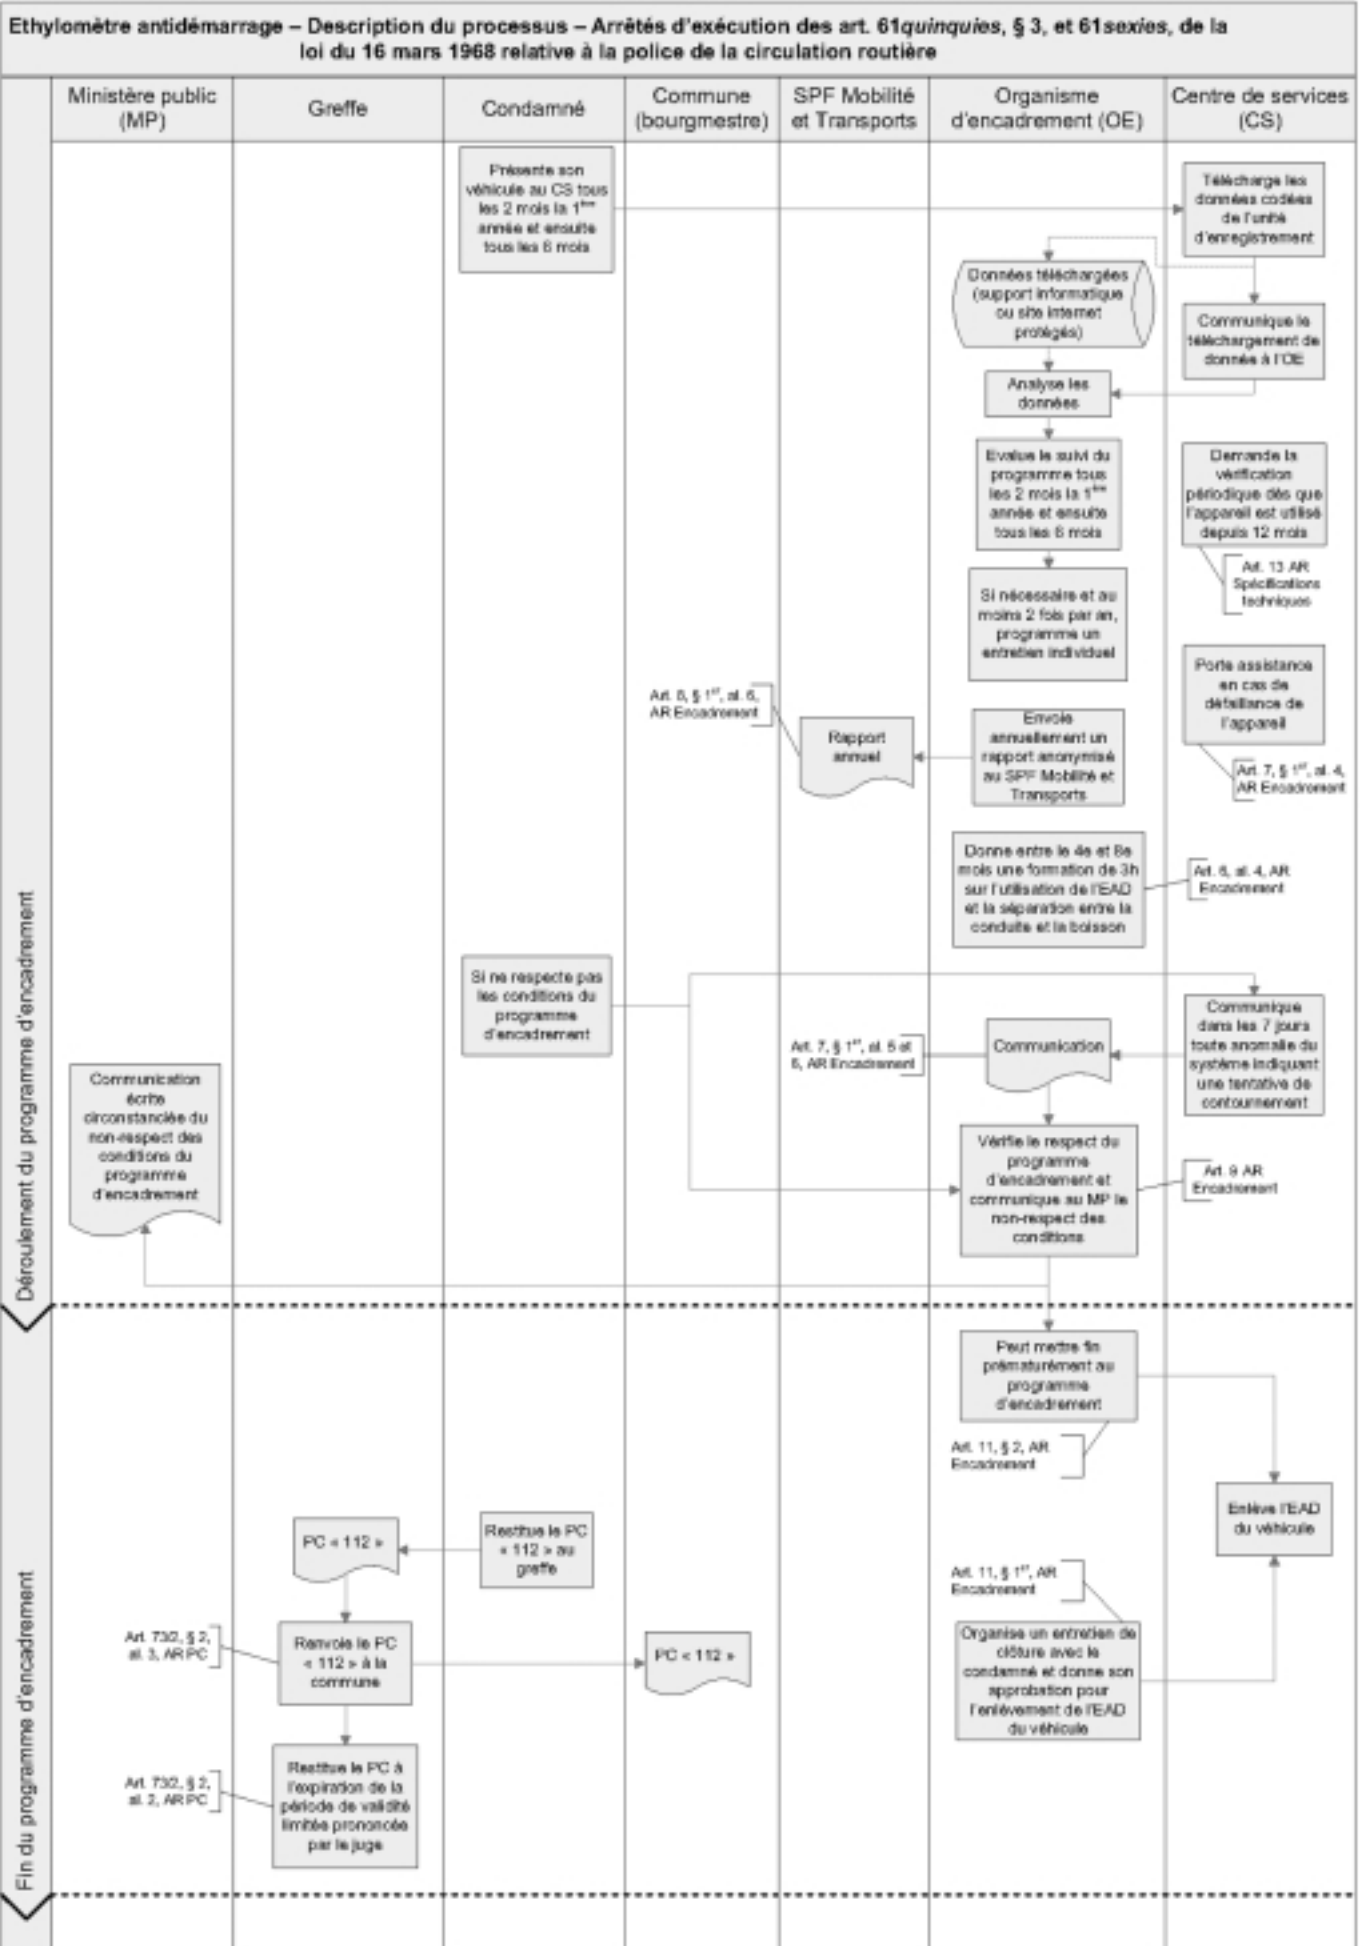 Ethylomètre antidémarrage – Description du processus – Arrêtés d'exécution des art. 61quinquies, § 3, et 61sexies, de la
loi du 16 mars 1968 relative à la police de la circulation routière
Ministère public
(MP)
Greffe
Condamné
Commune
(bourgmestre)
SPF Mobilité
et Transports
Organisme
d'encadrement (OE)
Centre de services
(CS)
Déroulement du programme d'encadrement
Présente son
véhicule au CS tous
les 2 mois la 1ère
année et ensuite
tous les 6 mois
Télécharge les
données codées
de l'unité
d'enregistrement
Données téléchargées
(support informatique
ou site internet
protégés)
Communique le
téléchargement de
donnée à l'OE
Analyse les
données
Evalue le suivi du
programme tous
les 2 mois la 1ère
année et ensuite
tous les 6 mois
Demande la
vérification
périodique dès que
l'appareil est utilisé
depuis 12 mois
Art. 13 AR
Spécifications
techniques
Si nécessaire et au
moins 2 fois par an,
programme un
entretien individuel
Porte assistance
en cas de
défaillance de
l'appareil
Art. 7, § 1er, al. 4,
AR Encadrement
Art. 8, § 1er, al. 6,
AR Encadrement
Rapport
annuel
Envoie
annuellement un
rapport anonymisé
au SPF Mobilité et
Transports
Donne entre le 4e et 8e
mois une formation de 3h
sur l'utilisation de l'EAD
et la séparation entre la
conduite et la boisson
Art. 6, al. 4, AR
Encadrement
Si ne respecte pas
les conditions du
programme
d'encadrement
Communique
dans les 7 jours
toute anomalie du
système indiquant
une tentative de
contournement
Communication
Art. 7, § 1er, al. 5 et
6, AR Encadrement
Communication
écrite
circonstanciée du
non-respect des
conditions du
programme
d'encadrement
Vérifie le respect du
programme
d'encadrement et
communique au MP le
non-respect des
conditions
Art. 9 AR
Encadrement
Fin du programme d'encadrement
Peut mettre fin
prématurément au
programme
d'encadrement
Art. 11, § 2, AR
Encadrement
Enlève l'EAD
du véhicule
PC « 112 »
Restitue le PC
« 112 » au
greffe
Art. 11, § 1er, AR
Encadrement
Organise un entretien de
clôture avec le
condamné et donne son
approbation pour
l'enlèvement de l'EAD
du véhicule
Art. 73/2, § 2,
al. 3, AR PC
Renvoie le PC
« 112 » à la
commune
PC « 112 »
Art. 73/2, § 2,
al. 2, AR PC
Restitue le PC à
l'expiration de la
période de validité
limitée prononcée
par le juge